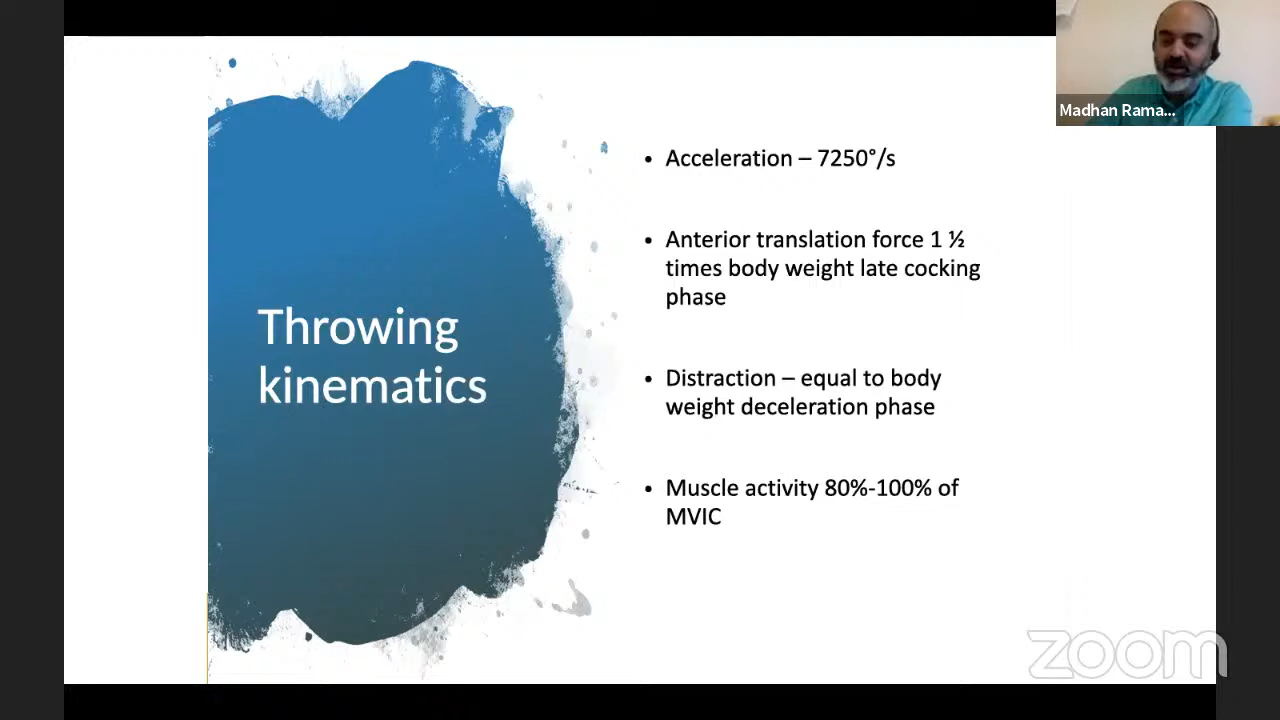 Madhan Rama...
Throwing
kinematics
• Acceleration – 7250°/s
• Anterior translation force 1 ½
times body weight late cocking
phase
• Distraction – equal to body
weight deceleration phase
• Muscle activity 80%-100% of
MVIC
zoom